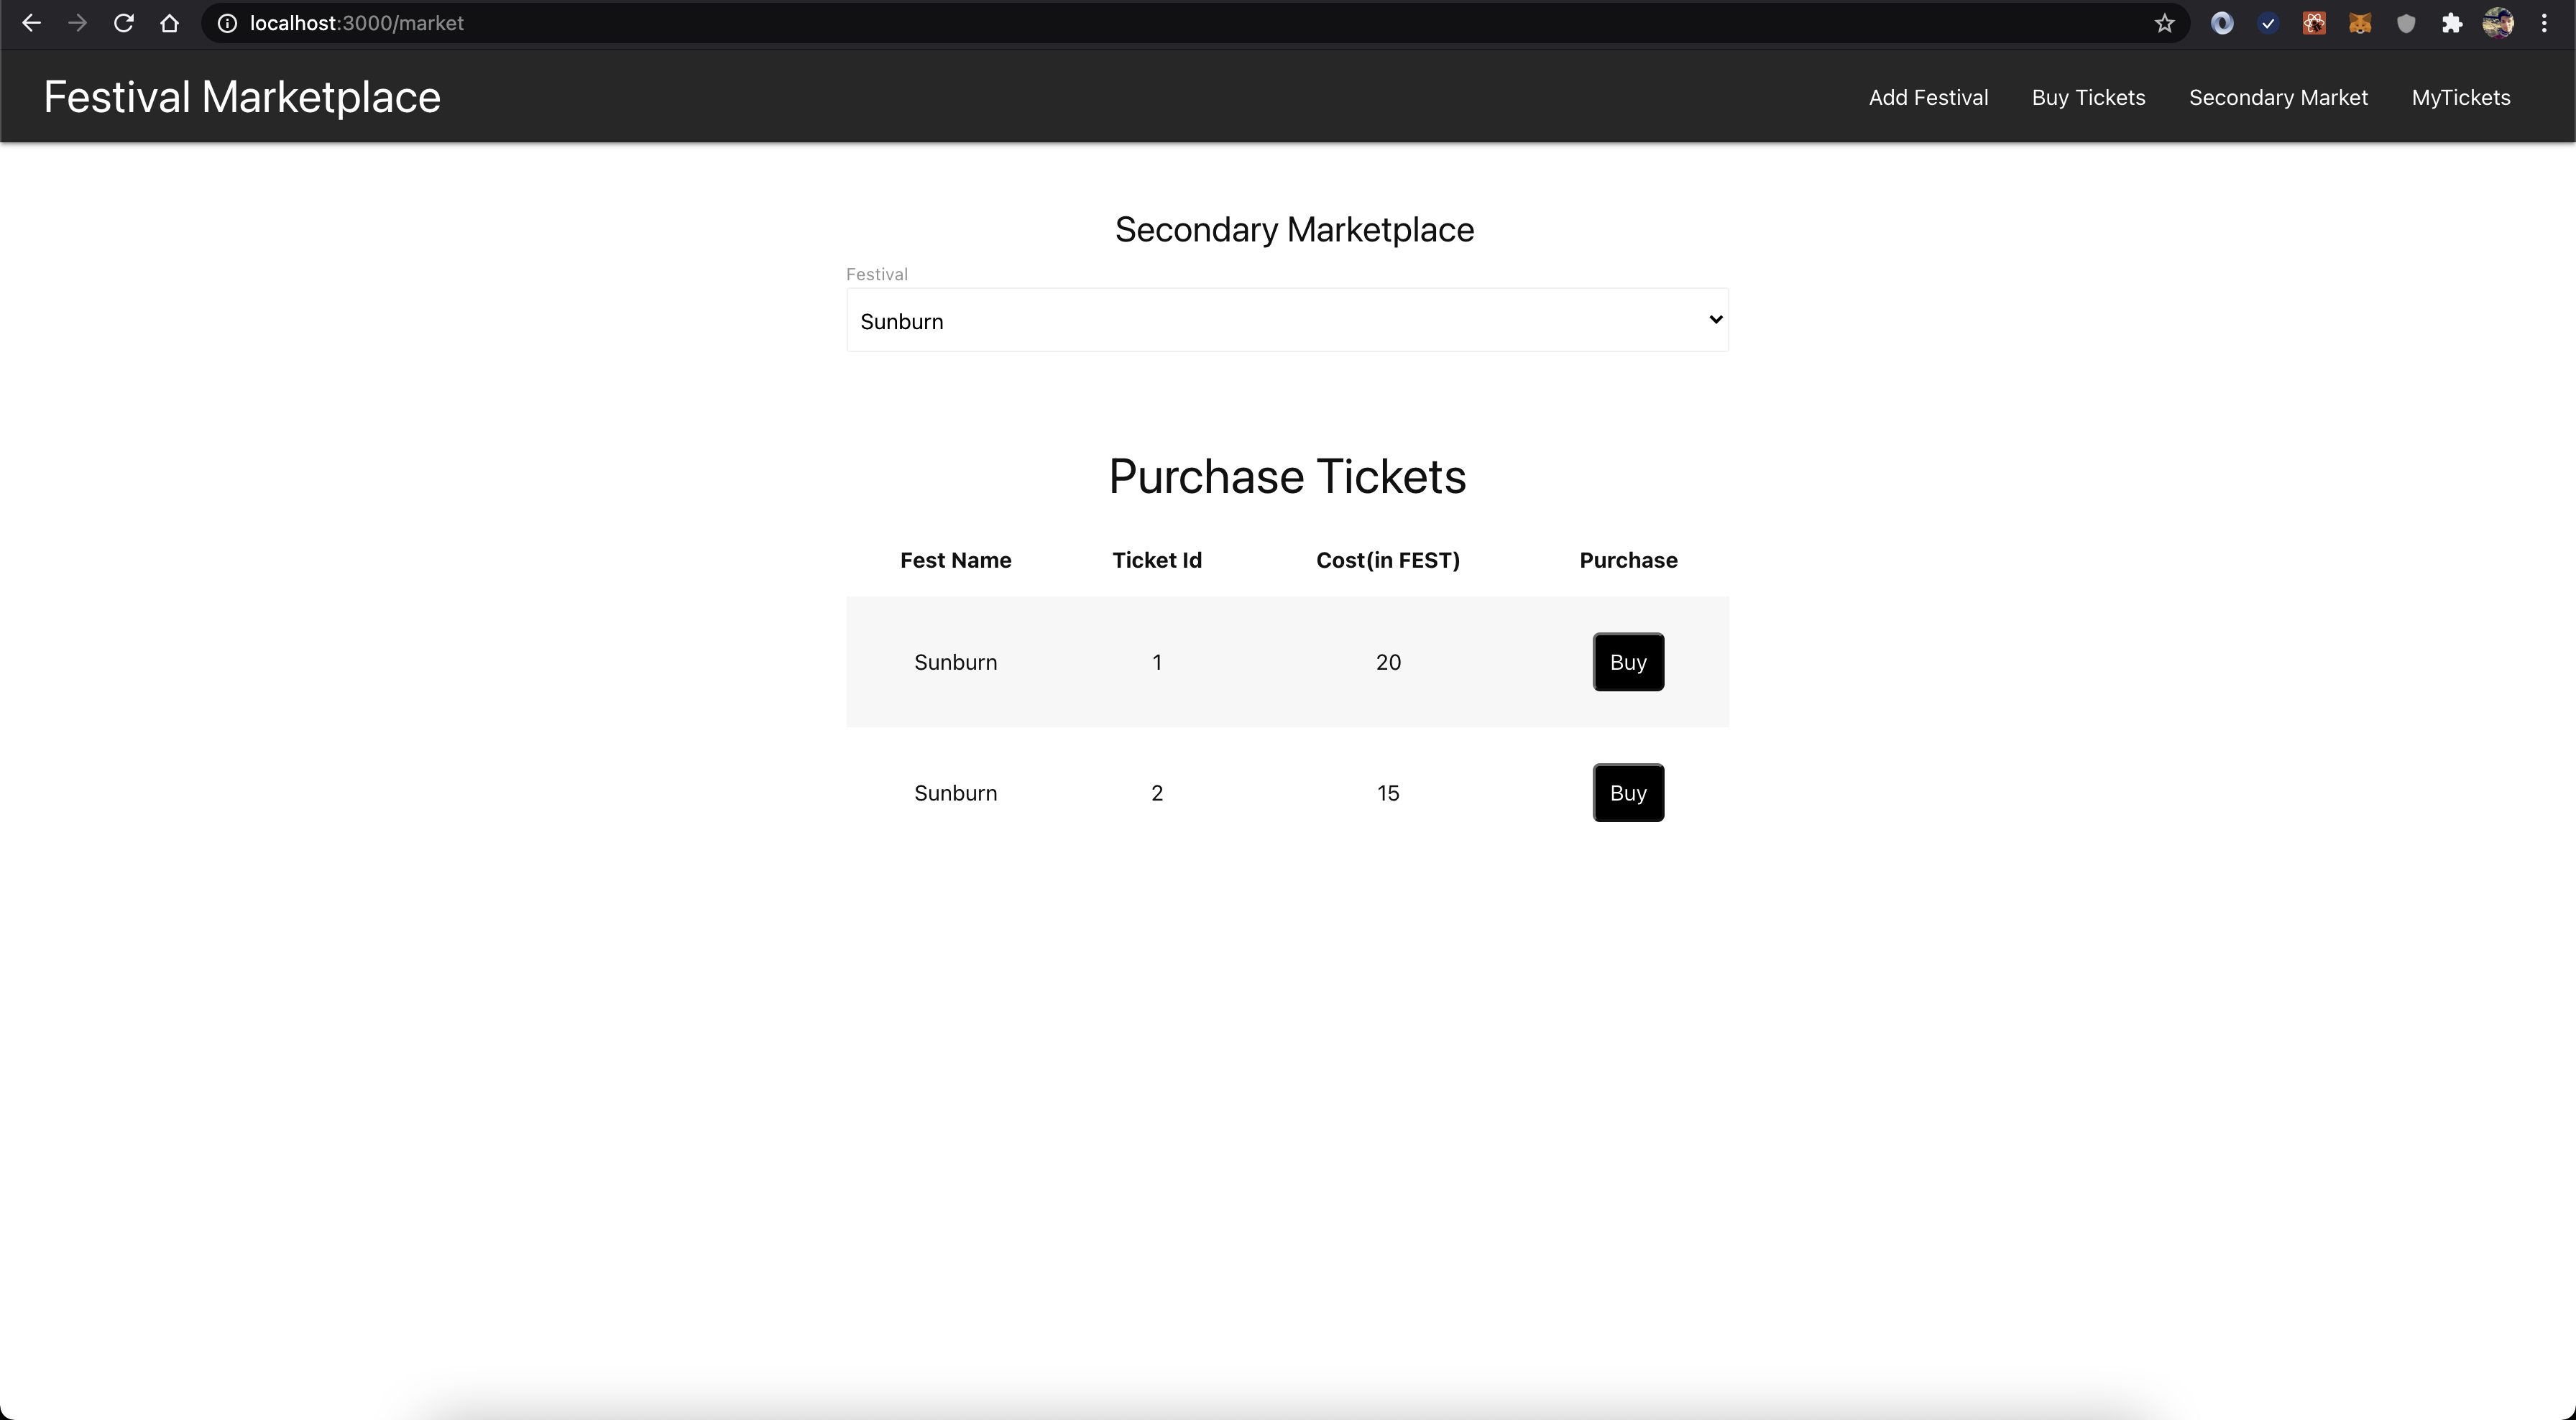 localhost:3000/market
Festival Marketplace
Add Festival Buy Tickets Secondary Market MyTickets
Secondary Marketplace
Festival
Sunburn
Purchase Tickets
Fest Name Ticket Id Cost(in FEST) Purchase
Sunburn 1 20 Buy
Sunburn 2 15 Buy